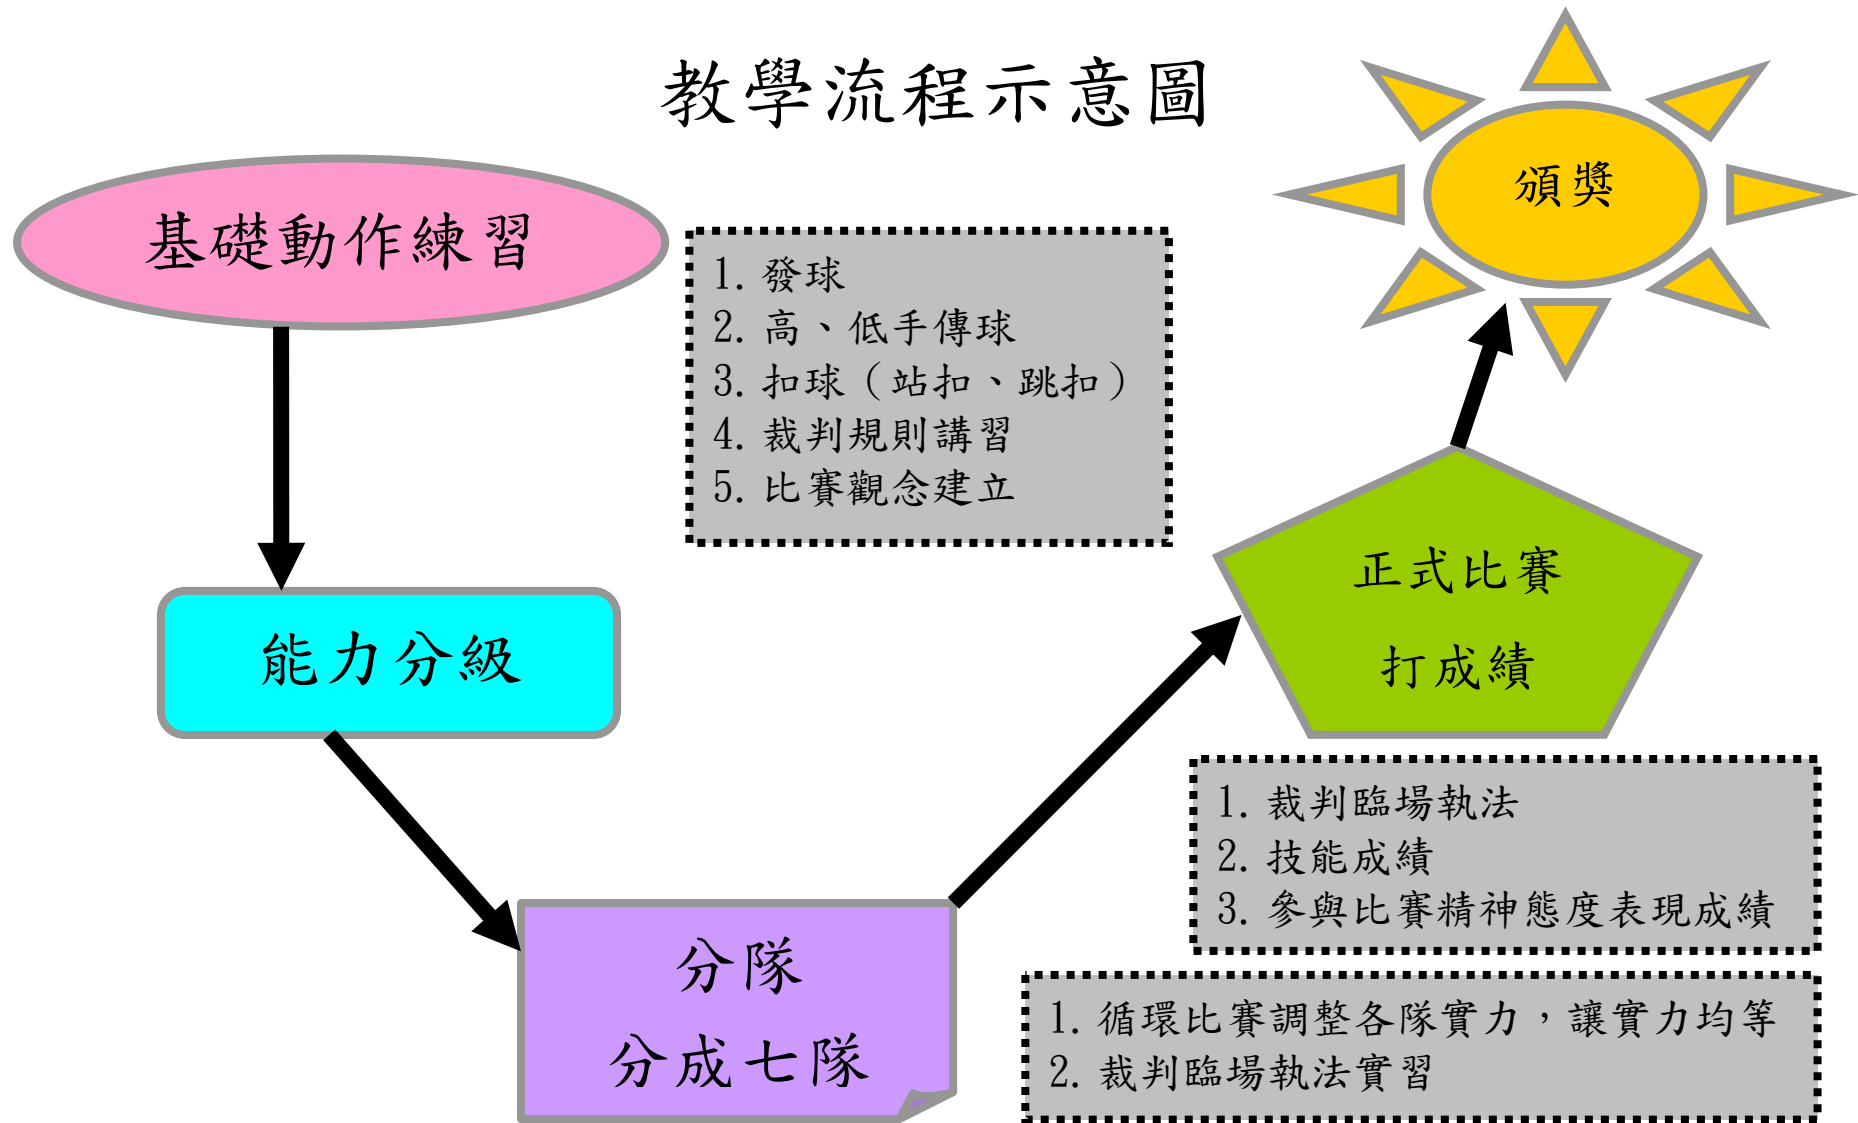 教學流程示意圖
頒獎
基礎動作練習
1. 發球
2. 高、低手傳球
3. 扣球（站扣、跳扣）
4. 裁判規則講習
5. 比賽觀念建立
能力分級
正式比賽
打成績
1. 裁判臨場執法
2. 技能成績
3. 參與比賽精神態度表現成績
分隊
分成七隊
1. 循環比賽調整各隊實力，讓實力均等
2. 裁判臨場執法實習